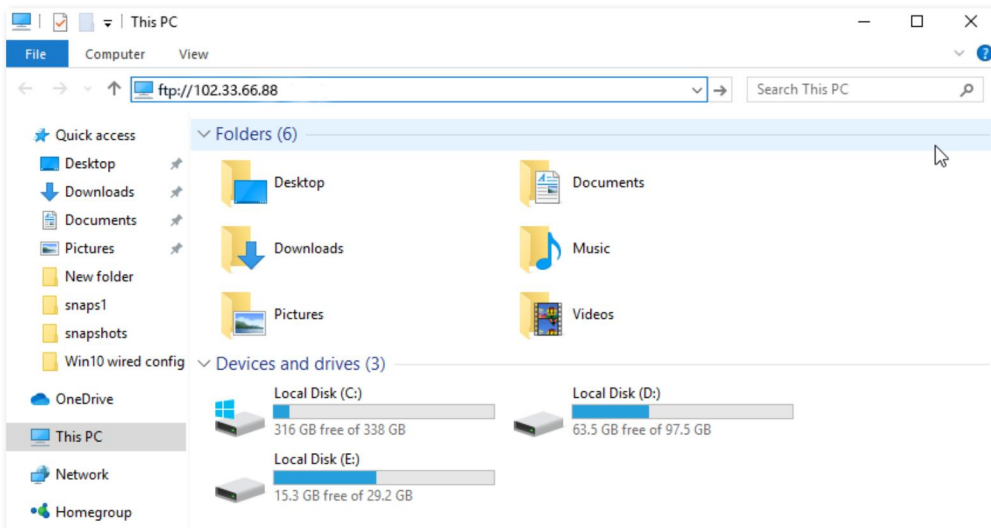 This PC
File Computer View
ftp://102.33.66.88
Search This PC
Quick access
Desktop
Downloads
Documents
Pictures
New folder
snaps1
snapshots
Win10 wired config
OneDrive
This PC
Network
Homegroup
Folders (6)
Desktop
Documents
Downloads
Music
Pictures
Videos
Devices and drives (3)
Local Disk (C:)
316 GB free of 338 GB
Local Disk (D:)
63.5 GB free of 97.5 GB
Local Disk (E:)
15.3 GB free of 29.2 GB